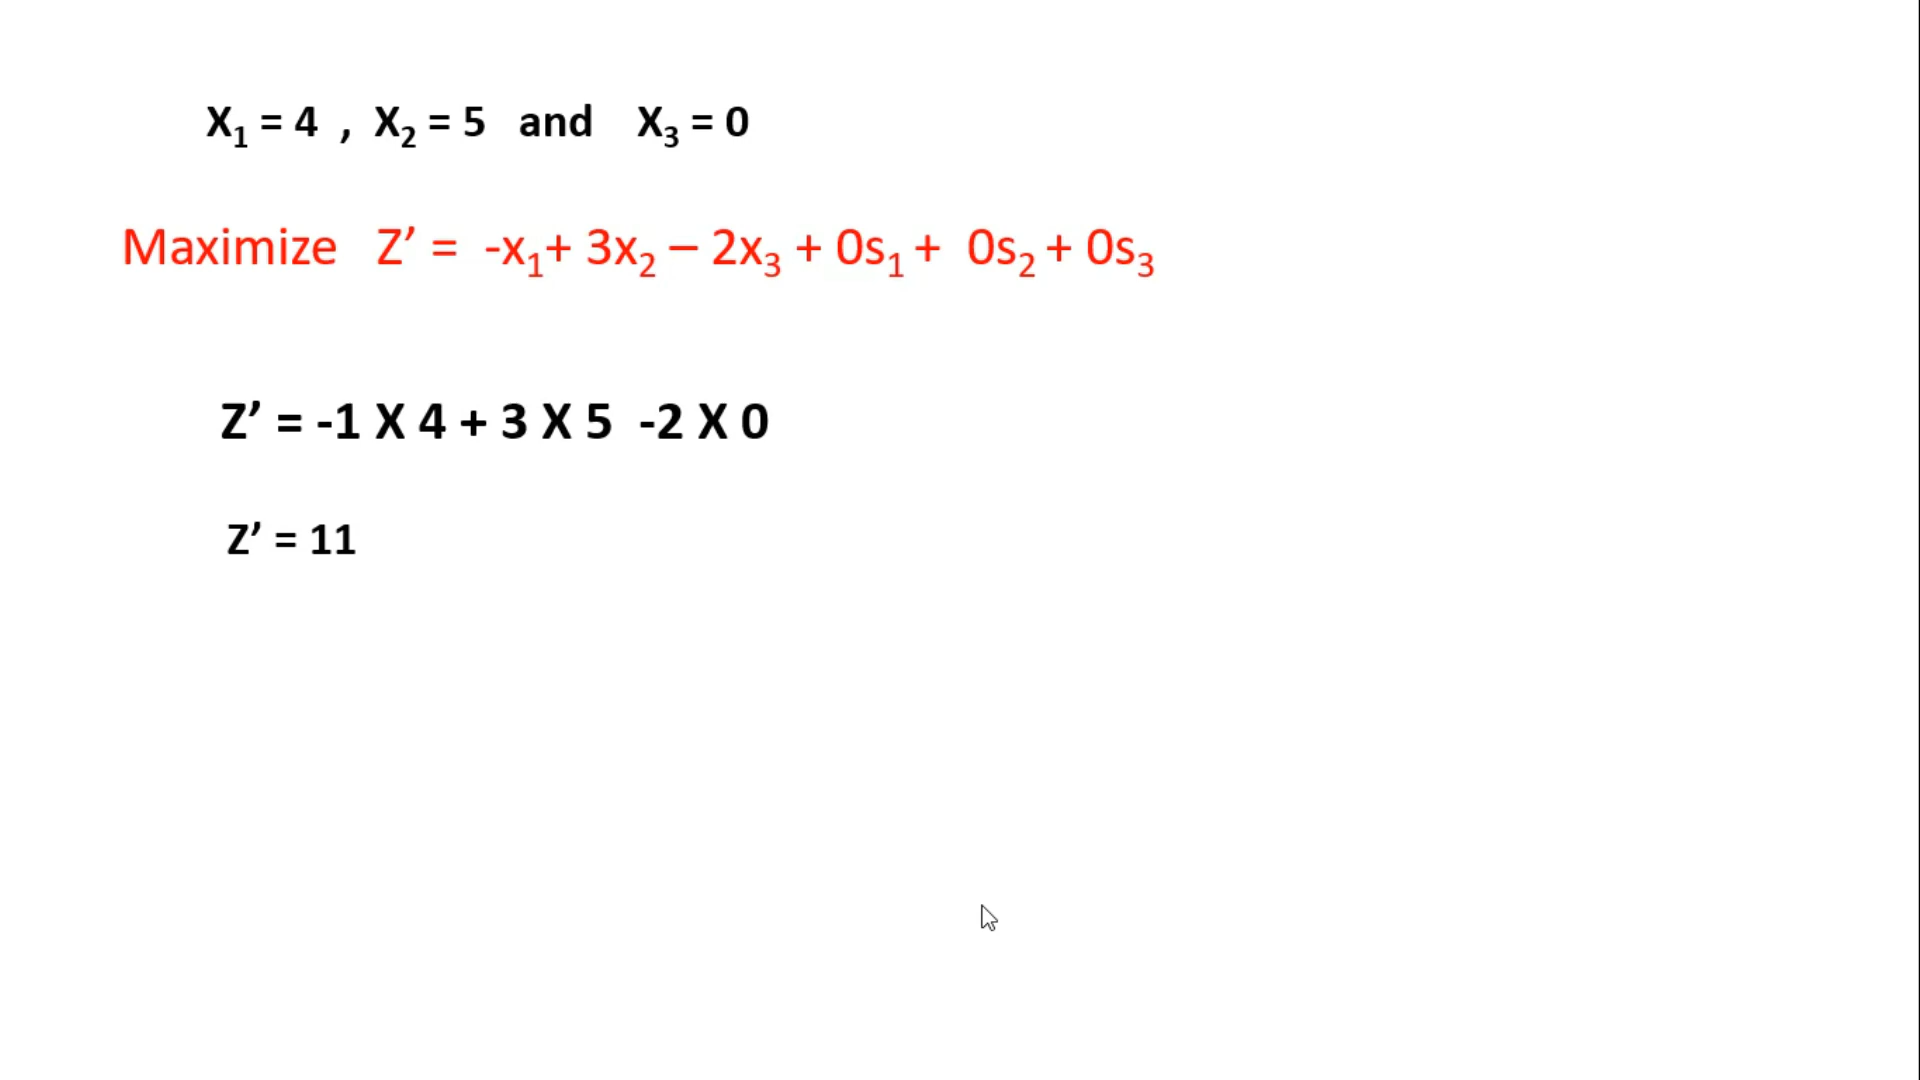 X₁ = 4 , X₂ = 5 and X₃ = 0
Maximize Z’ = -x₁+ 3x₂ – 2x₃ + 0s₁ + 0s₂ + 0s₃
Z’ = -1 X 4 + 3 X 5 -2 X 0
Z’ = 11